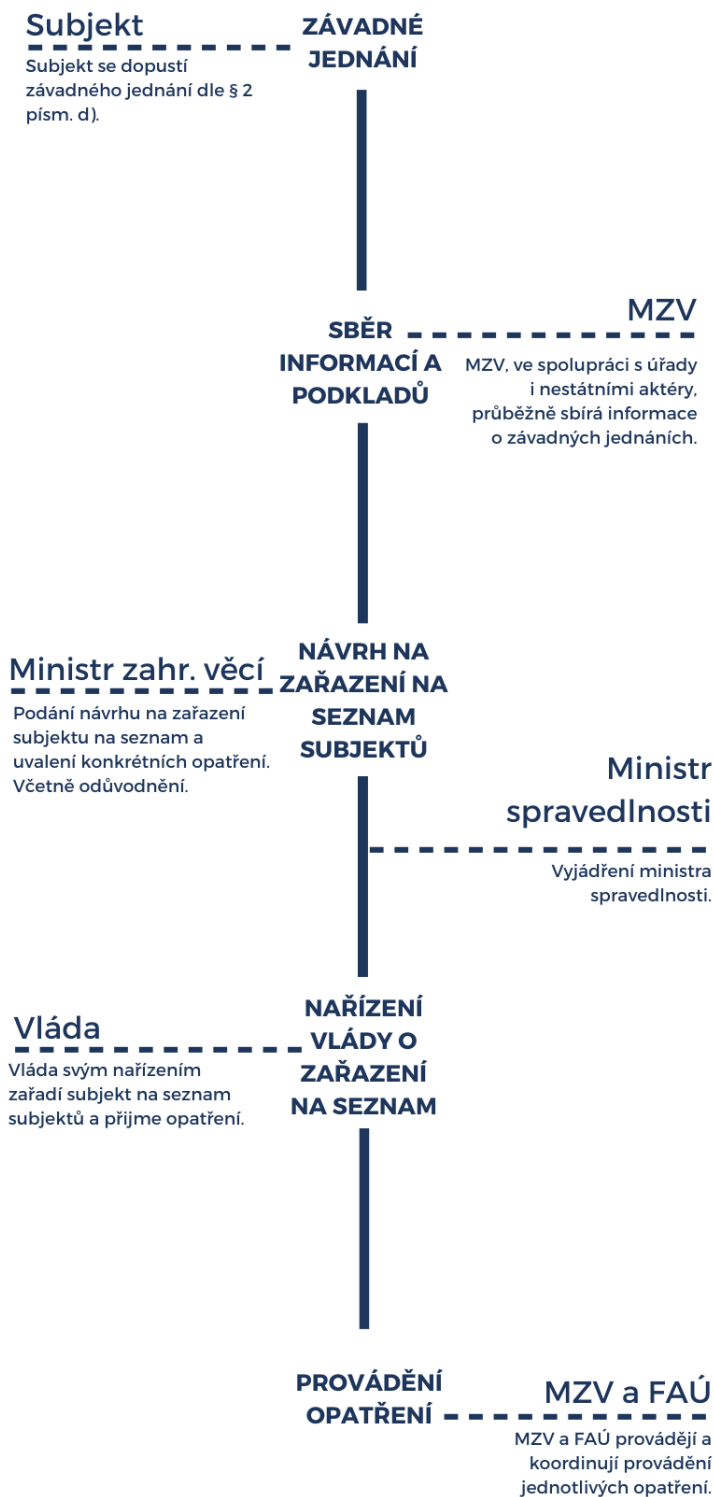 Subjekt
ZÁVADNÉ
JEDNÁNÍ
Subjekt se dopustí
závadného jednání dle § 2
písm. d).
MZV
SBĚR
INFORMACÍ A
PODKLADŮ
MZV, ve spolupráci s úřady
i nestátními aktéry,
průběžně sbírá informace
o závadných jednáních.
Ministr zahr. věcí
NÁVRH NA
ZAŘAZENÍ NA
SEZNAM
SUBJEKTŮ
Podání návrhu na zařazení
subjektu na seznam a
uvalení konkrétních opatření.
Včetně odůvodnění.
Ministr
spravedlnosti
Vyjádření ministra
spravedlnosti.
Vláda
NAŘÍZENÍ
VLÁDY O
ZAŘAZENÍ
NA SEZNAM
Vláda svým nařízením
zařadí subjekt na seznam
subjektů a přijme opatření.
PROVÁDĚNÍ
OPATŘENÍ
MZV a FAÚ
MZV a FAÚ provádějí a
koordinují provádění
jednotlivých opatření.